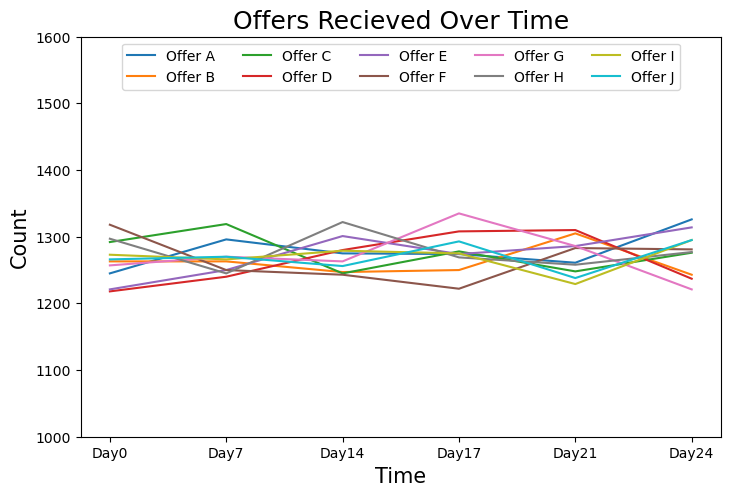 Offers Recieved Over Time
1600
1500
1400
1300
1200
1100
1000
Count
Offer A Offer C Offer E Offer G Offer I
Offer B Offer D Offer F Offer H Offer J
Day0 Day7 Day14 Day17 Day21 Day24
Time